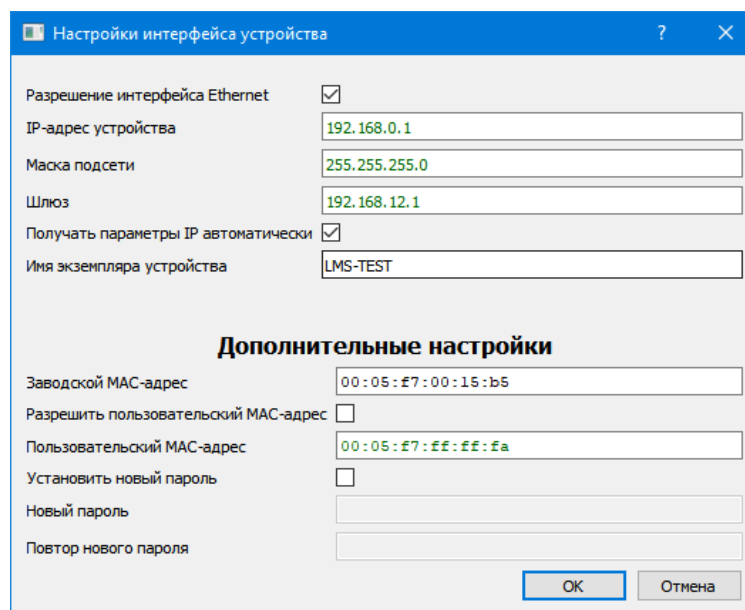 Настройки интерфейса устройства ?
Разрешение интерфейса Ethernet
IP-адрес устройства 192.168.0.1
Маска подсети 255.255.255.0
Шлюз 192.168.12.1
Получать параметры IP автоматически
Имя экземпляра устройства LMS-TEST
Дополнительные настройки
Заводской MAC-адрес 00:05:f7:00:15:b5
Разрешить пользовательский MAC-адрес
Пользовательский MAC-адрес 00:05:f7:ff:ff:fa
Установить новый пароль
Новый пароль
Повтор нового пароля
OK Отмена